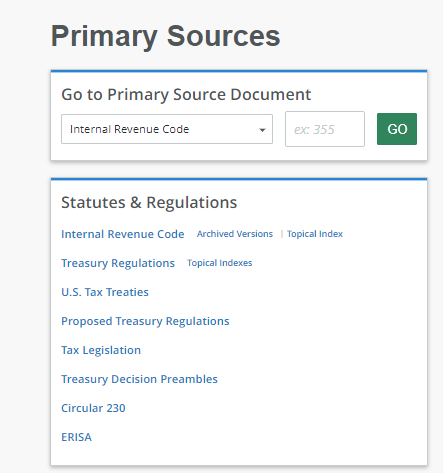 Primary Sources
Go to Primary Source Document
Internal Revenue Code ex: 355 GO
Statutes & Regulations
Internal Revenue Code Archived Versions | Topical Index
Treasury Regulations Topical Indexes
U.S. Tax Treaties
Proposed Treasury Regulations
Tax Legislation
Treasury Decision Preambles
Circular 230
ERISA